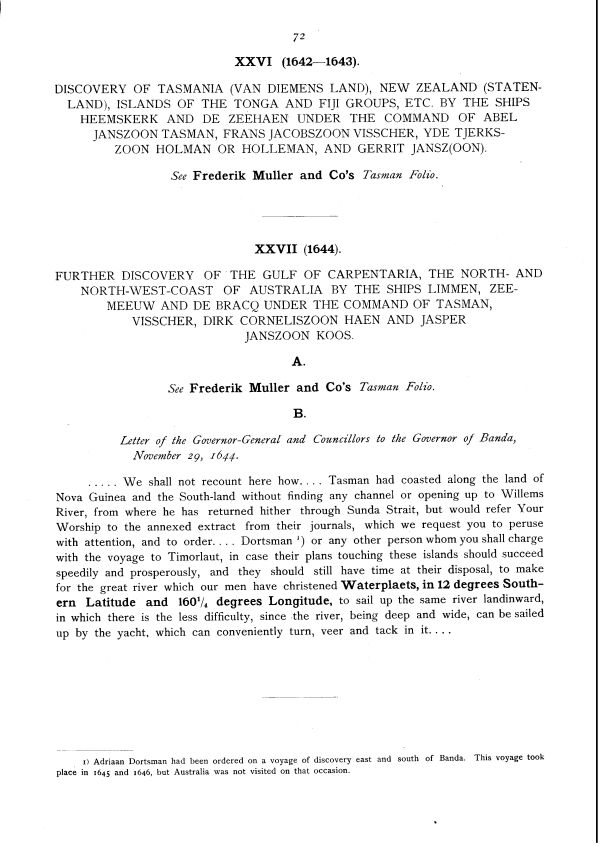 72
XXVI (1642—1643).
DISCOVERY OF TASMANIA (VAN DIEMENS LAND), NEW ZEALAND (STATEN-
LAND), ISLANDS OF THE TONGA AND FIJI GROUPS, ETC. BY THE SHIPS
HEEMSKERK AND DE ZEEHAEN UNDER THE COMMAND OF ABEL
JANSZOON TASMAN, FRANS JACOBSZOON VISSCHER, YDE TJERKS-
ZOON HOLMAN OR HOLLEMAN, AND GERRIT JANSZ(OON).
See Frederik Muller and Co's Tasman Folio.
XXVII (1644).
FURTHER DISCOVERY OF THE GULF OF CARPENTARIA, THE NORTH- AND
NORTH-WEST-COAST OF AUSTRALIA BY THE SHIPS LIMMEN, ZEE-
MEEUW AND DE BRACQ UNDER THE COMMAND OF TASMAN,
VISSCHER, DIRK CORNELISZOON HAEN AND JASPER
JANSZOON KOOS.
A.
See Frederik Muller and Co's Tasman Folio.
B.
Letter of the Governor-General and Councillors to the Governor of Banda,
November 29, 1644.
..... We shall not recount here how.... Tasman had coasted along the land of
Nova Guinea and the South-land without finding any channel or opening up to Willems
River, from where he has returned hither through Sunda Strait, but would refer Your
Worship to the annexed extract from their journals, which we request you to peruse
with attention, and to order.... Dortsman ¹) or any other person whom you shall charge
with the voyage to Timorlaut, in case their plans touching these islands should succeed
speedily and prosperously, and they should still have time at their disposal, to make
for the great river which our men have christened Waterplaets, in 12 degrees South-
ern Latitude and 160¹/₄ degrees Longitude, to sail up the same river landinward,
in which there is the less difficulty, since the river, being deep and wide, can be sailed
up by the yacht, which can conveniently turn, veer and tack in it....
1) Adriaan Dortsman had been ordered on a voyage of discovery east and south of Banda. This voyage took
place in 1645 and 1646, but Australia was not visited on that occasion.